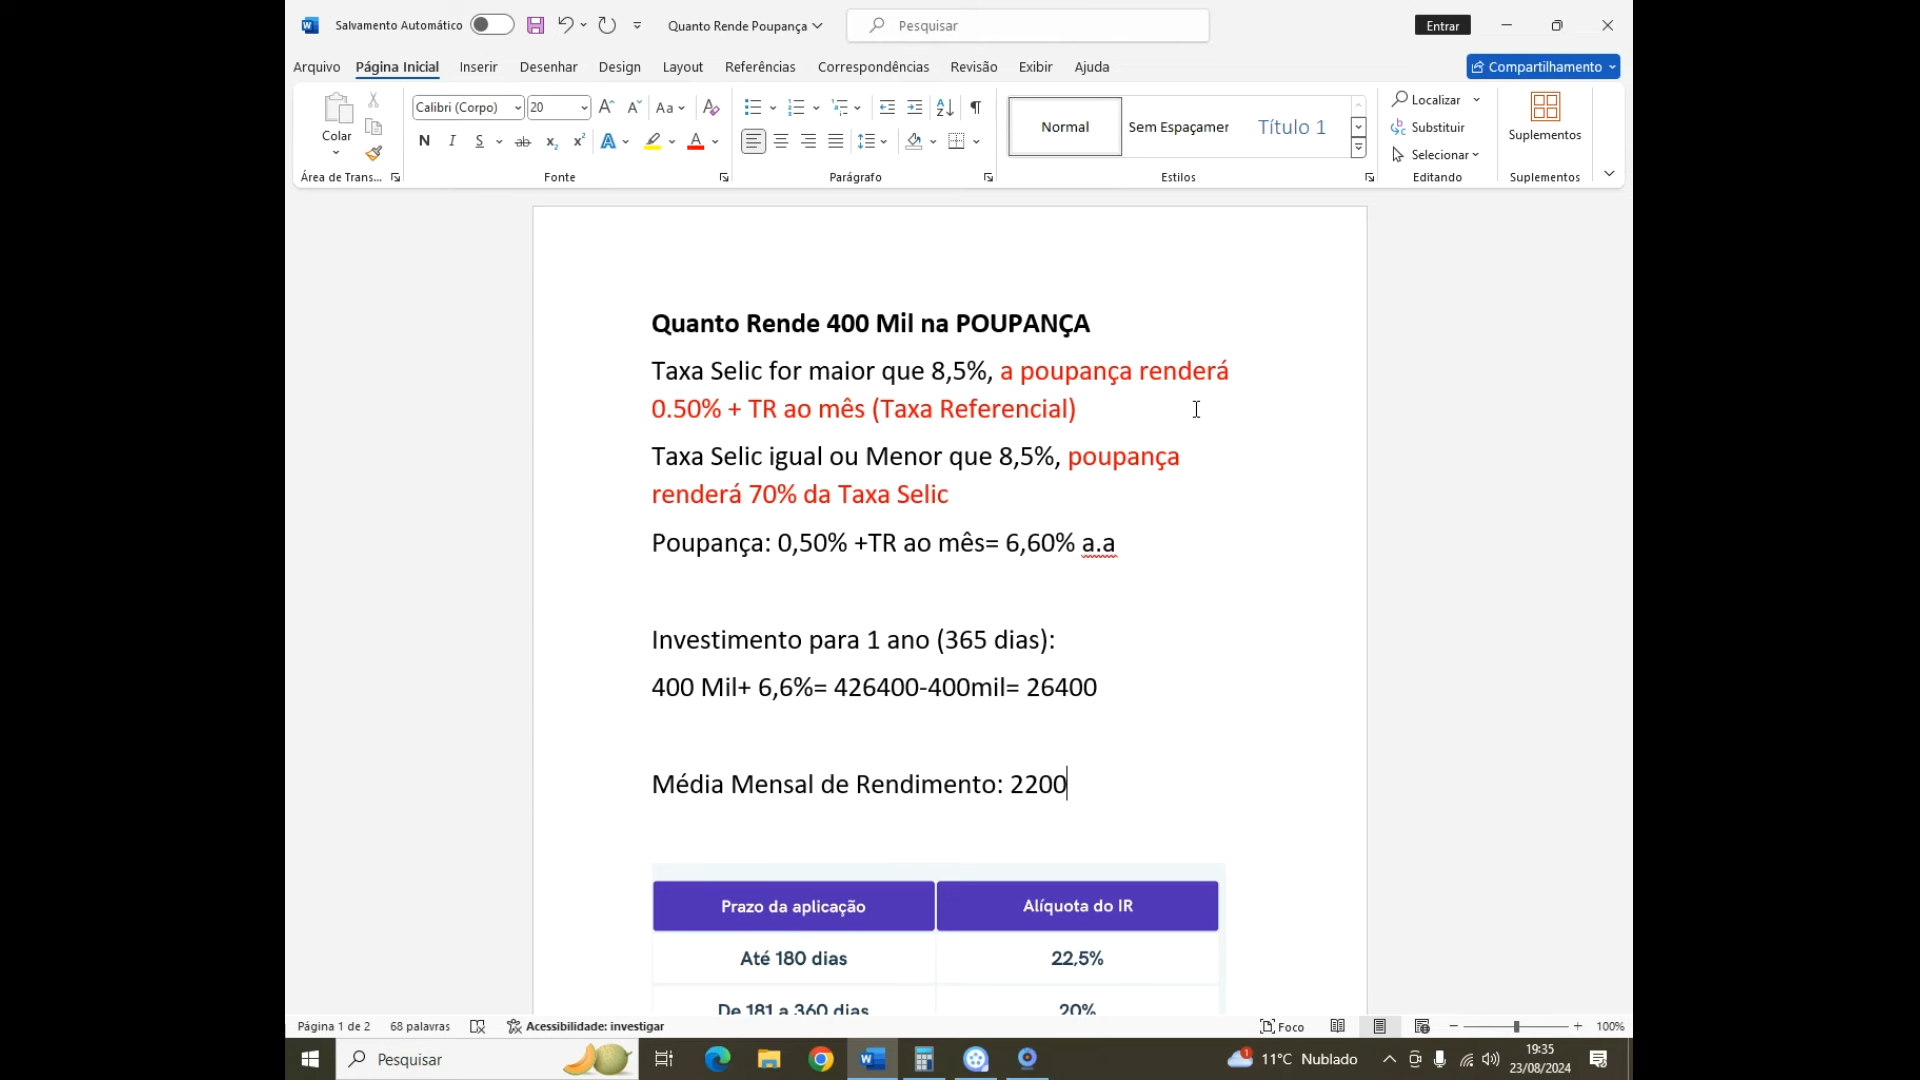 Salvamento Automático
Quanto Rende Poupança
Pesquisar
Entrar
Arquivo Página Inicial Inserir Desenhar Design Layout Referências Correspondências Revisão Exibir Ajuda
Compartilhamento
Colar
Calibri (Corpo) 20
Aa
N I S ab x₂ x² A A
Normal
Sem Espaçamer
Título 1
Localizar
Substituir
Selecionar
Suplementos
Área de Trans... Fonte Parágrafo Estilos Editando Suplementos
Quanto Rende 400 Mil na POUPANÇA
Taxa Selic for maior que 8,5%, a poupança renderá
0.50% + TR ao mês (Taxa Referencial)
Taxa Selic igual ou Menor que 8,5%, poupança
renderá 70% da Taxa Selic
Poupança: 0,50% +TR ao mês= 6,60% a.a
Investimento para 1 ano (365 dias):
400 Mil+ 6,6%= 426400-400mil= 26400
Média Mensal de Rendimento: 2200
Prazo da aplicação Alíquota do IR
Até 180 dias 22,5%
De 181 a 360 dias 20%
Página 1 de 2 68 palavras Acessibilidade: investigar Foco 100%
Pesquisar
1
11°C Nublado
19:35
23/08/2024